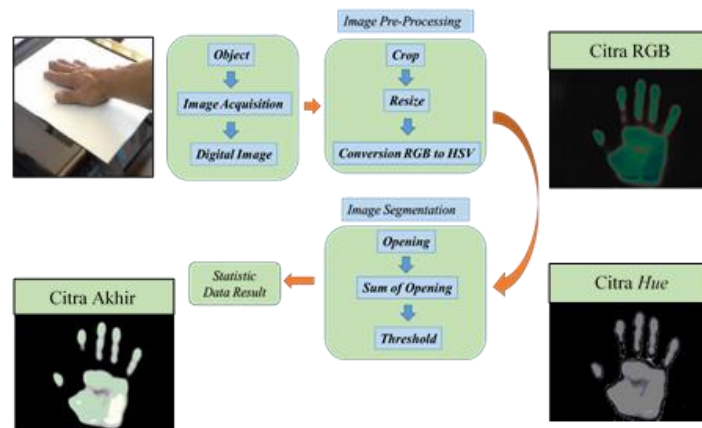 Image Pre-Processing
Object
Image Acquisition
Digital Image
Crop
Resize
Conversion RGB to HSV
Citra RGB
Image Segmentation
Opening
Sum of Opening
Threshold
Statistic
Data Result
Citra Akhir
Citra Hue